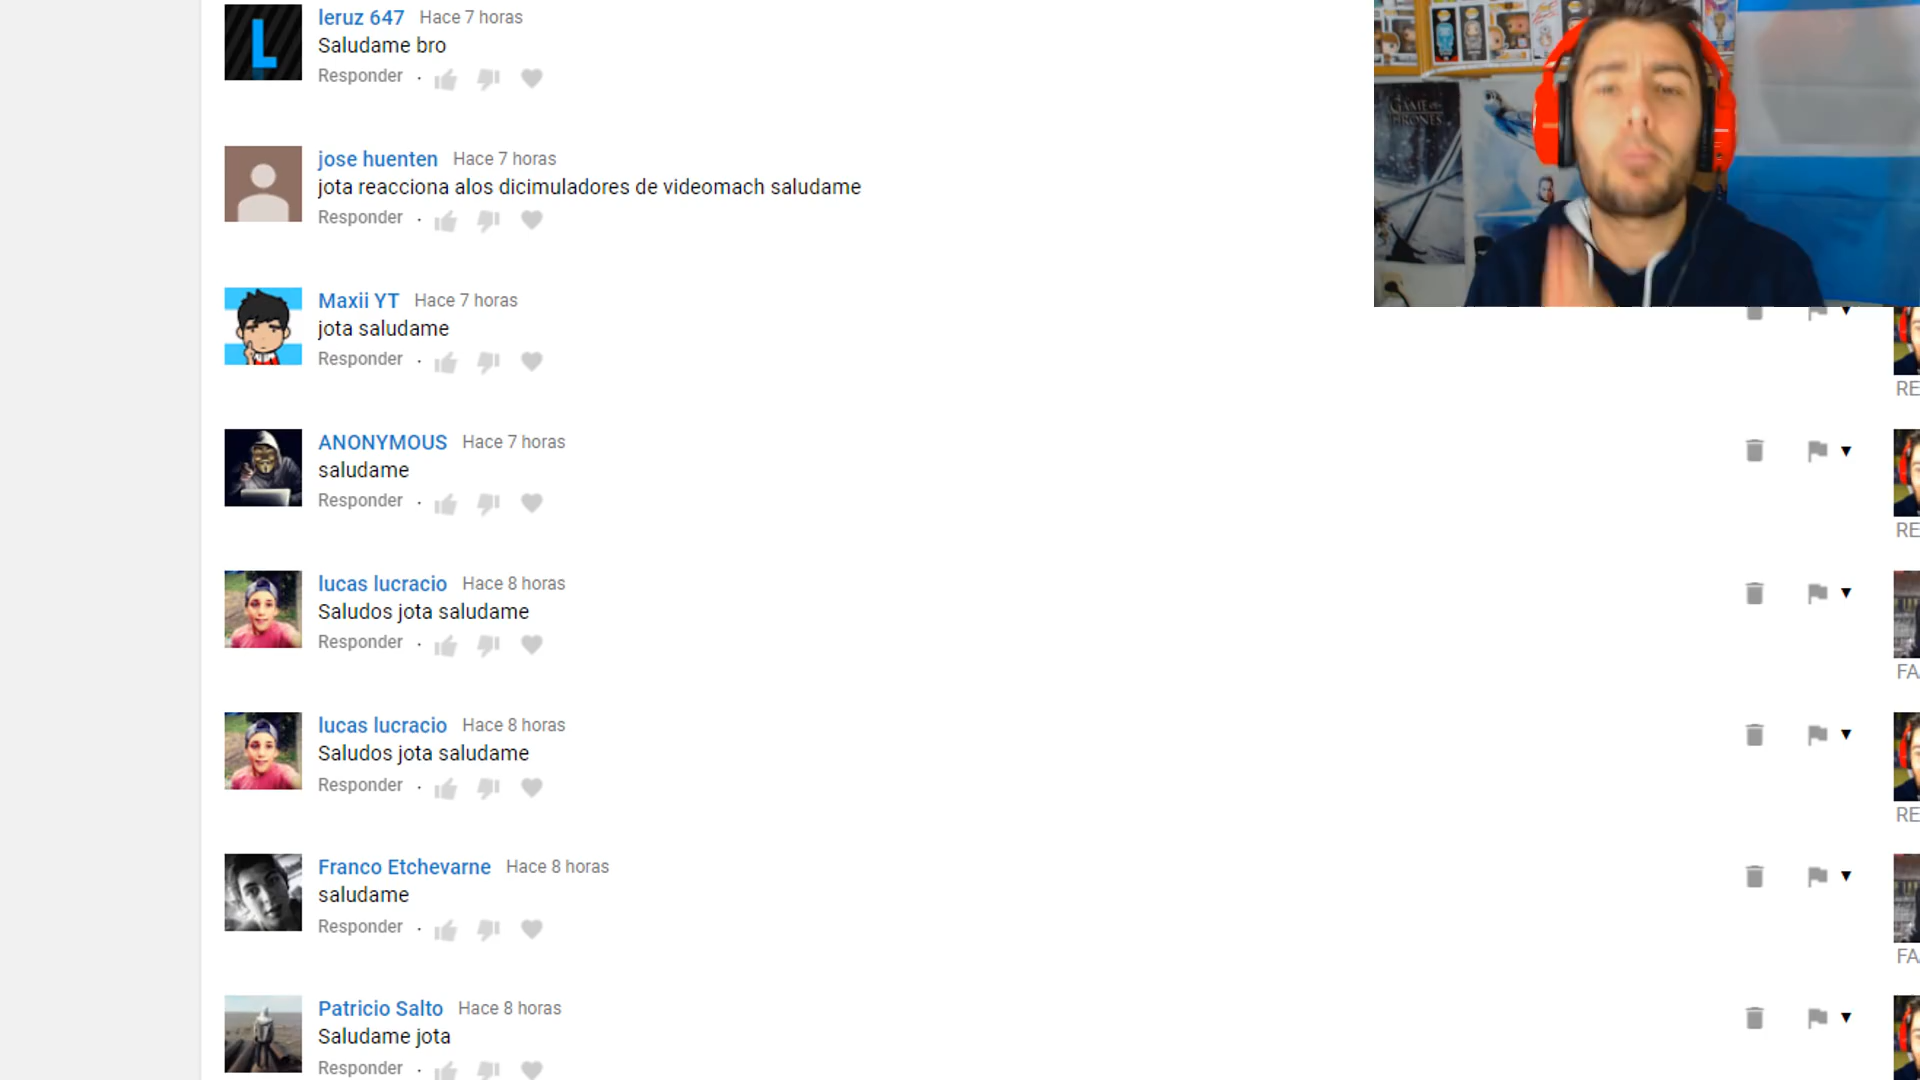 leruz 647 Hace 7 horas
Saludame bro
Responder
GAME OF
THRONES
jose huenten Hace 7 horas
jota reacciona alos dicimuladores de videomach saludame
Responder
Maxii YT Hace 7 horas
jota saludame
Responder
RE
ANONYMOUS Hace 7 horas
saludame
Responder
RE
lucas lucracio Hace 8 horas
Saludos jota saludame
Responder
FA
lucas lucracio Hace 8 horas
Saludos jota saludame
Responder
RE
Franco Etchevarne Hace 8 horas
saludame
Responder
FA
Patricio Salto Hace 8 horas
Saludame jota
Responder